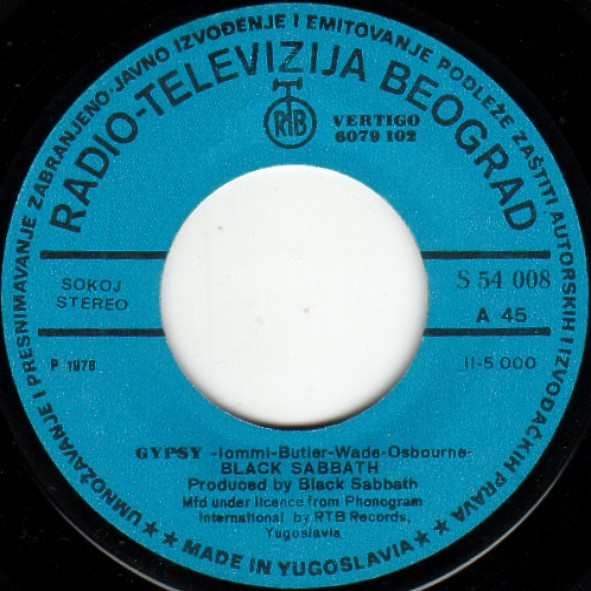 UMNOŽAVANJE I PRESNIMAVANJE ZABRANJENO-JAVNO IZVOĐENJE I EMITOVANJE PODLEŽE ZAŠTITI AUTORSKIH I IZVOĐAČKIH PRAVA
RADIO-TELEVIZIJA BEOGRAD
RTB
VERTIGO
6079 102
SOKOJ
STEREO
S 54 008
A 45
P 1976
II-5 000
GYPSY -Iommi-Butler-Wade-Osbourne-
BLACK SABBATH
Produced by Black Sabbath
Mfd under licence from Phonogram
International by RTB Records,
Yugoslavia
★ ★ MADE IN YUGOSLAVIA ★ ★